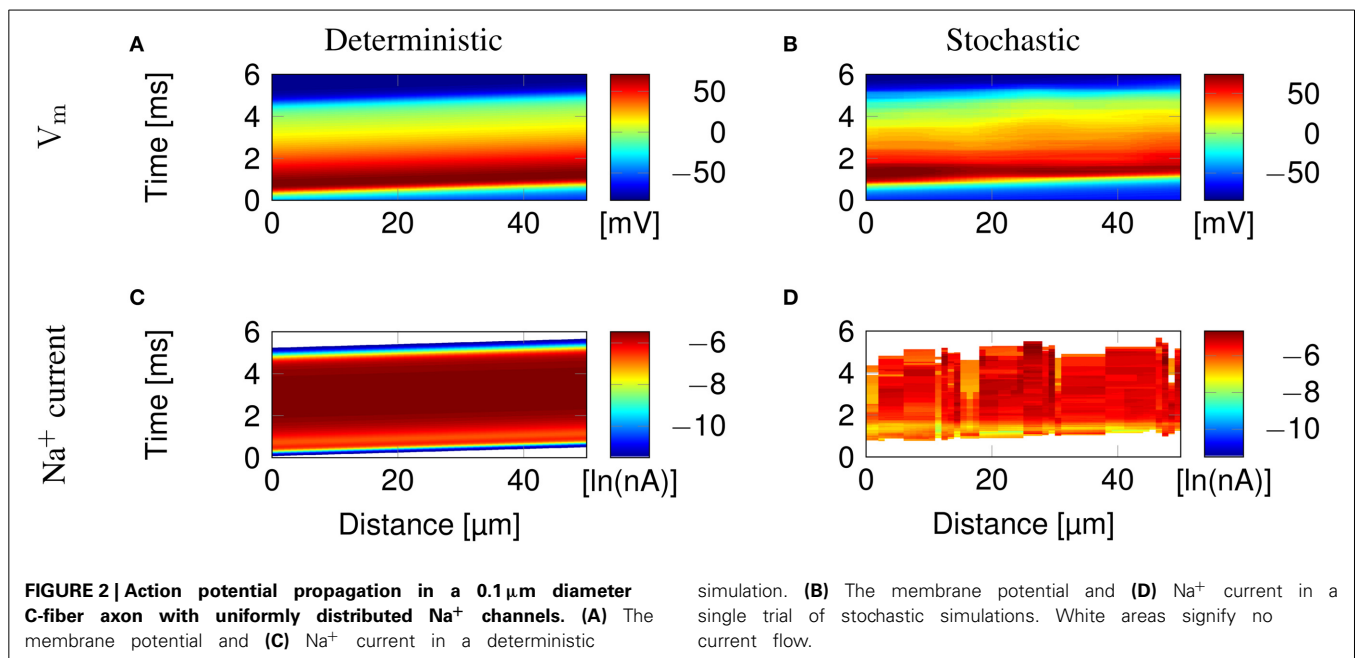 A
Deterministic
B
Stochastic
V_m
Time [ms]
6
4
2
0
0
20
40
50
0
−50
[mV]
6
4
2
0
0
20
40
50
0
−50
[mV]
C
D
Na⁺ current
Time [ms]
6
4
2
0
0
20
40
−6
−8
−10
[ln(nA)]
Distance [µm]
6
4
2
0
0
20
40
−6
−8
−10
[ln(nA)]
Distance [µm]
FIGURE 2 | Action potential propagation in a 0.1 µm diameter
C-fiber axon with uniformly distributed Na⁺ channels. (A) The
membrane potential and (C) Na⁺ current in a deterministic
simulation. (B) The membrane potential and (D) Na⁺ current in a
single trial of stochastic simulations. White areas signify no
current flow.